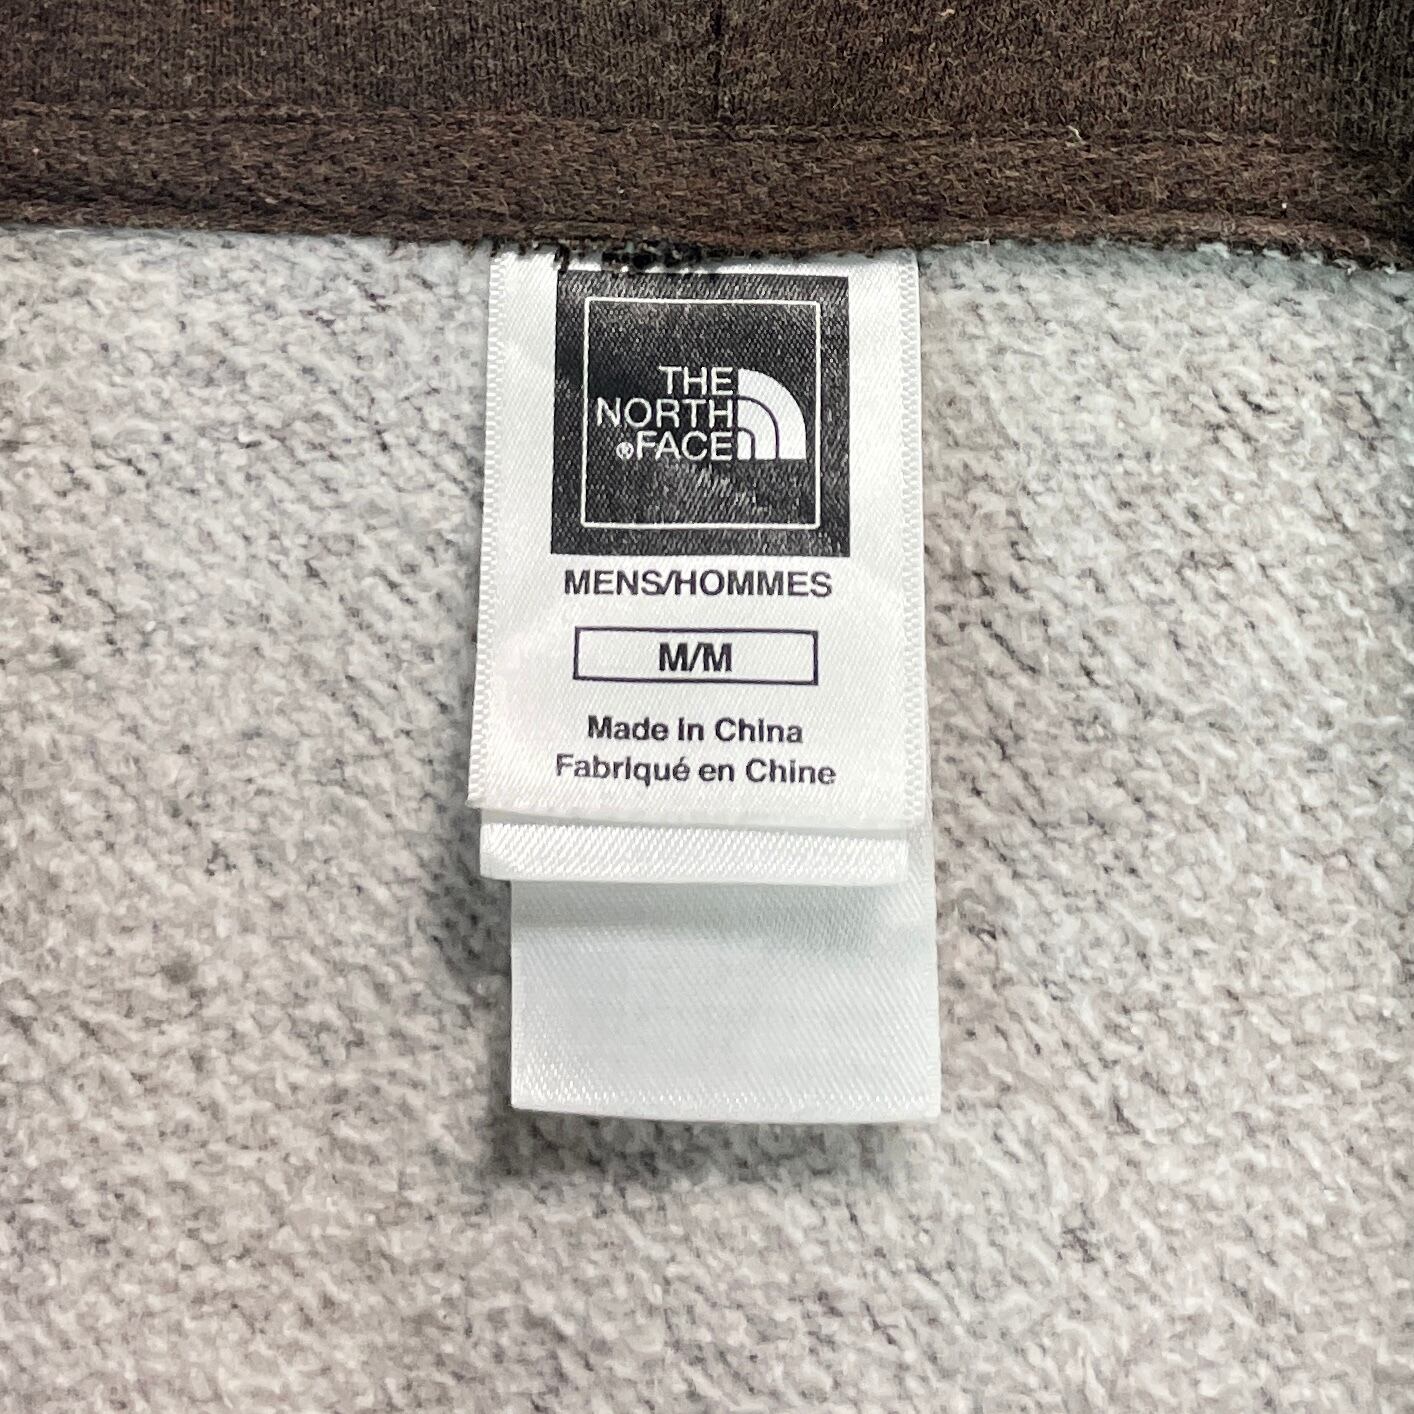 THE
NORTH
®FACE
MENS/HOMMES
M/M
Made in China
Fabriqué en Chine